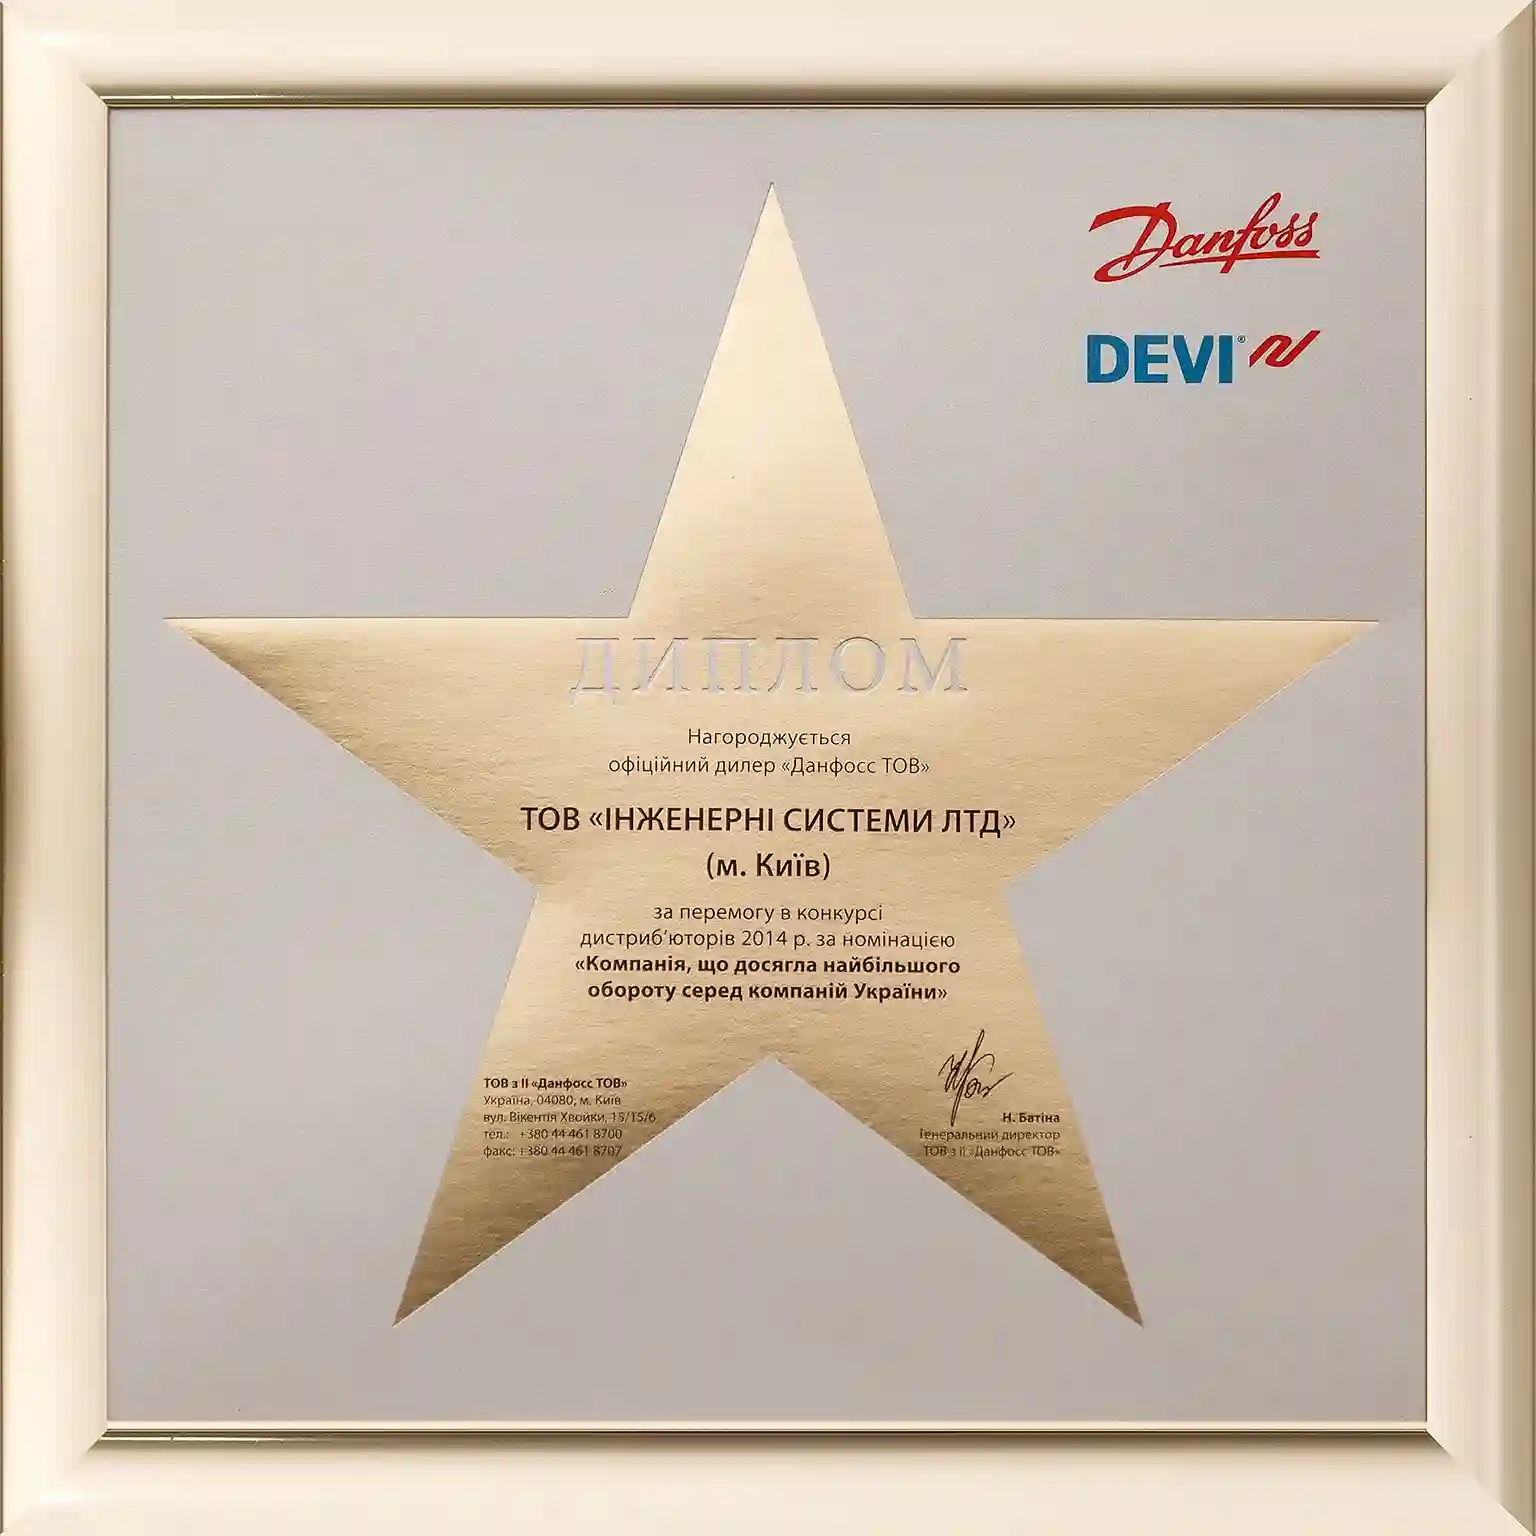 Danfoss
DEVI®
ДИПЛОМ
Нагороджується
офіційний дилер «Данфосс ТОВ»
ТОВ «ІНЖЕНЕРНІ СИСТЕМИ ЛТД»
(м. Київ)
за перемогу в конкурсі
дистриб'юторів 2014 р. за номінацією
«Компанія, що досягла найбільшого
обороту серед компаній України»
ТОВ з ІІ «Данфосс ТОВ»
Україна, 04080, м. Київ
вул. Вікентія Хвойки, 15/15/6
тел.: +380 44 461 8700
факс: +380 44 461 8707
Н. Батіна
Генеральний директор
ТОВ з ІІ «Данфосс ТОВ»